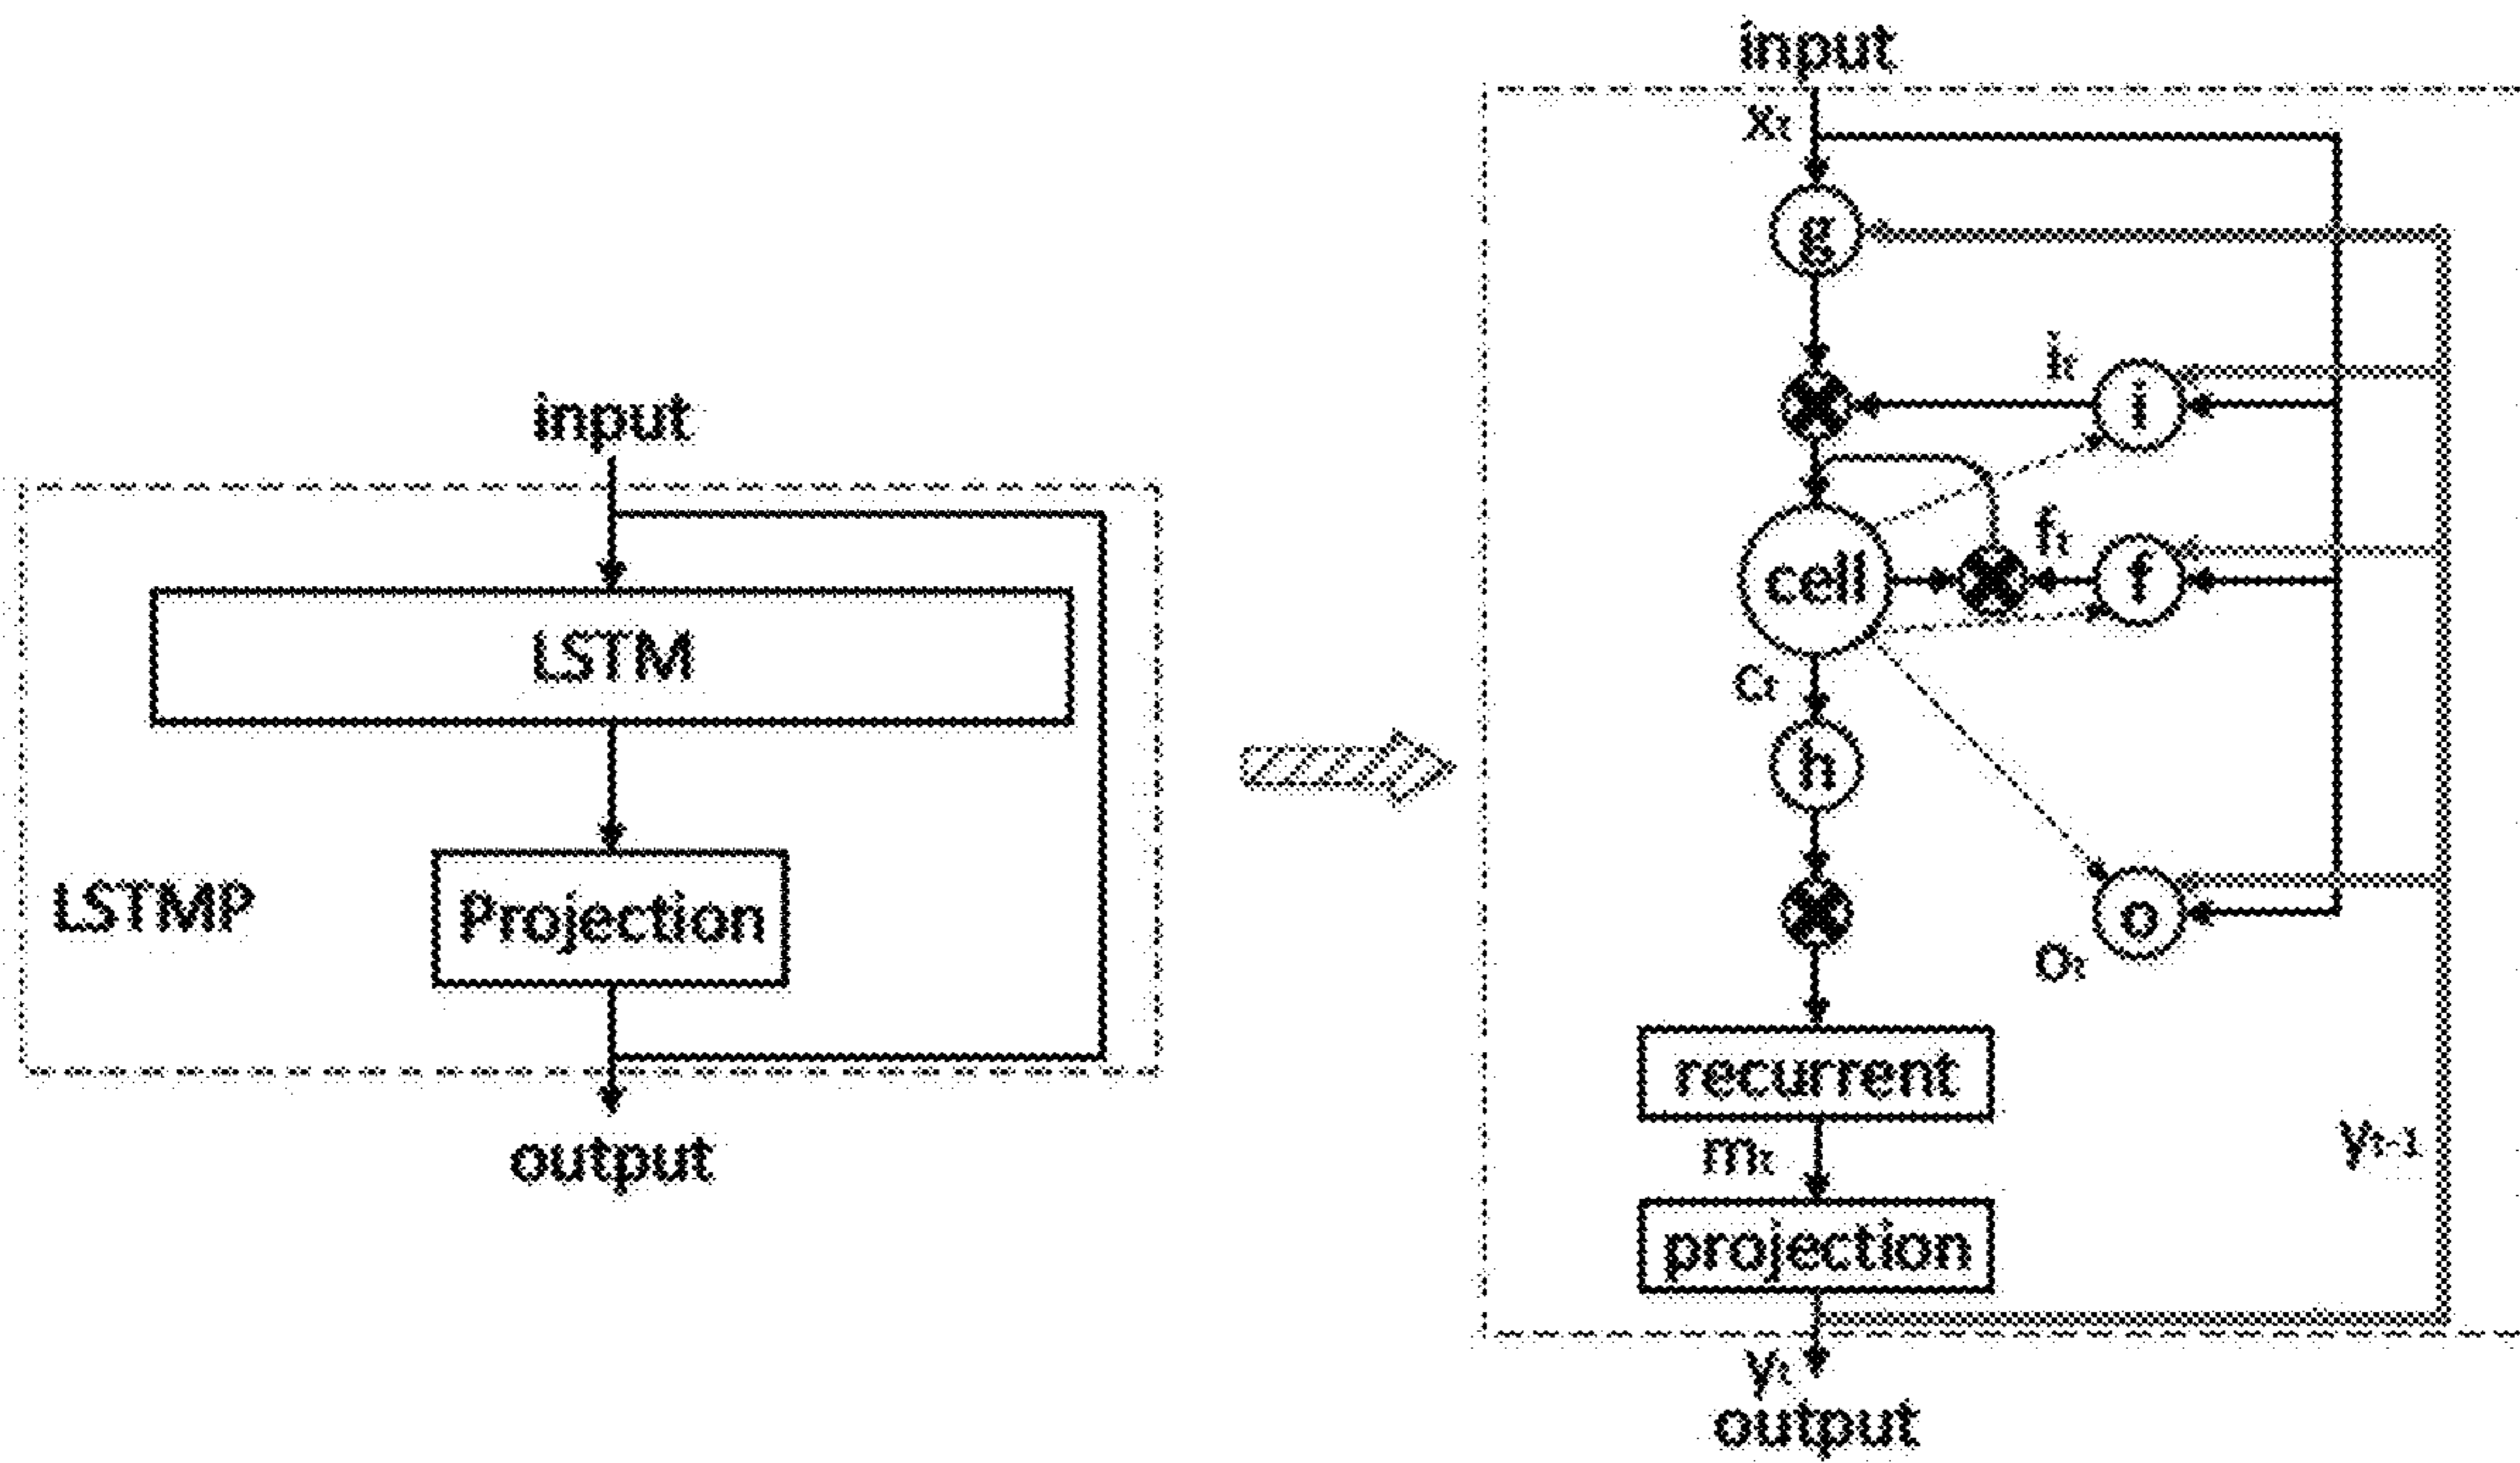 input
LSTM
Projection
LSTMP
output
input
xt
g
it
i
ft
cell
f
ct
h
o
ot
recurrent
mt
yt-1
projection
yt
output